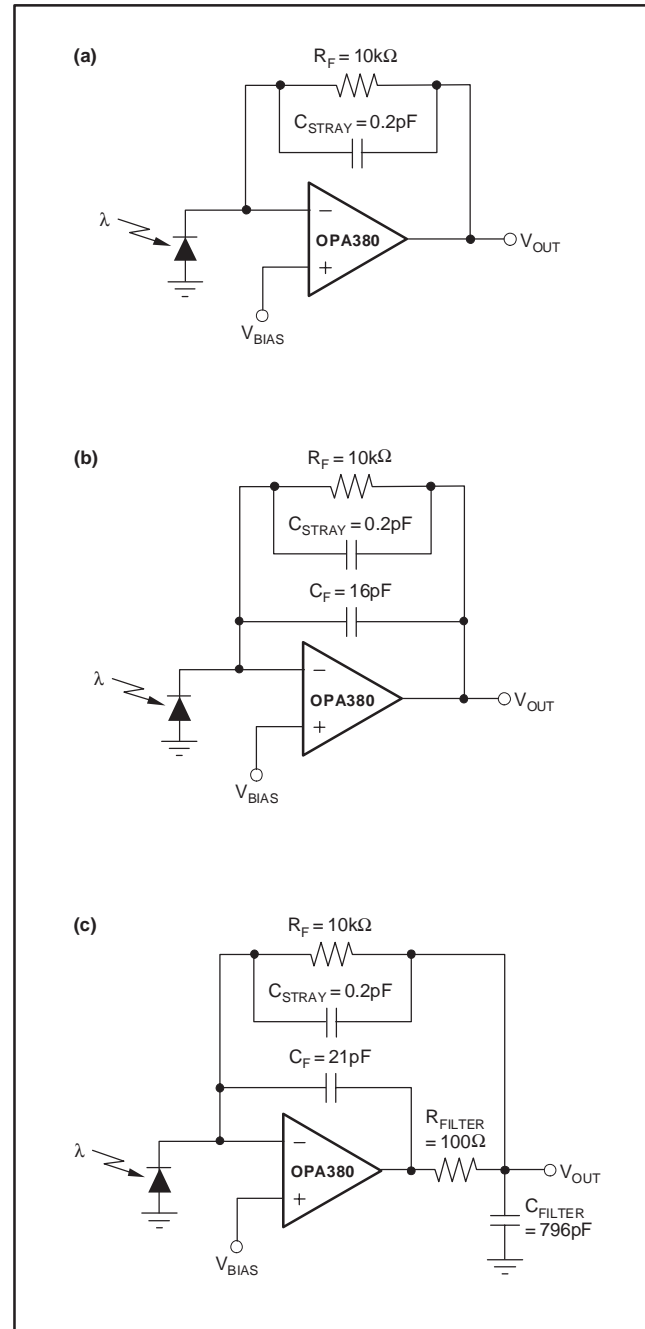 (a)
R_F = 10kΩ
C_STRAY = 0.2pF
λ
−
OPA380
+
V_OUT
V_BIAS
(b)
R_F = 10kΩ
C_STRAY = 0.2pF
C_F = 16pF
λ
−
OPA380
+
V_OUT
V_BIAS
(c)
R_F = 10kΩ
C_STRAY = 0.2pF
C_F = 21pF
R_FILTER
= 100Ω
λ
−
OPA380
+
V_OUT
C_FILTER
= 796pF
V_BIAS